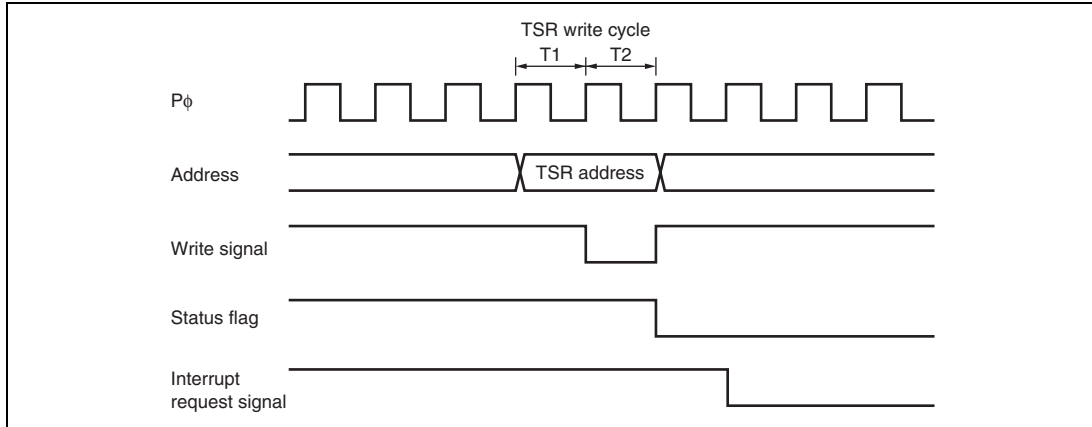 TSR write cycle
T1 T2
Pϕ
Address
TSR address
Write signal
Status flag
Interrupt
request signal